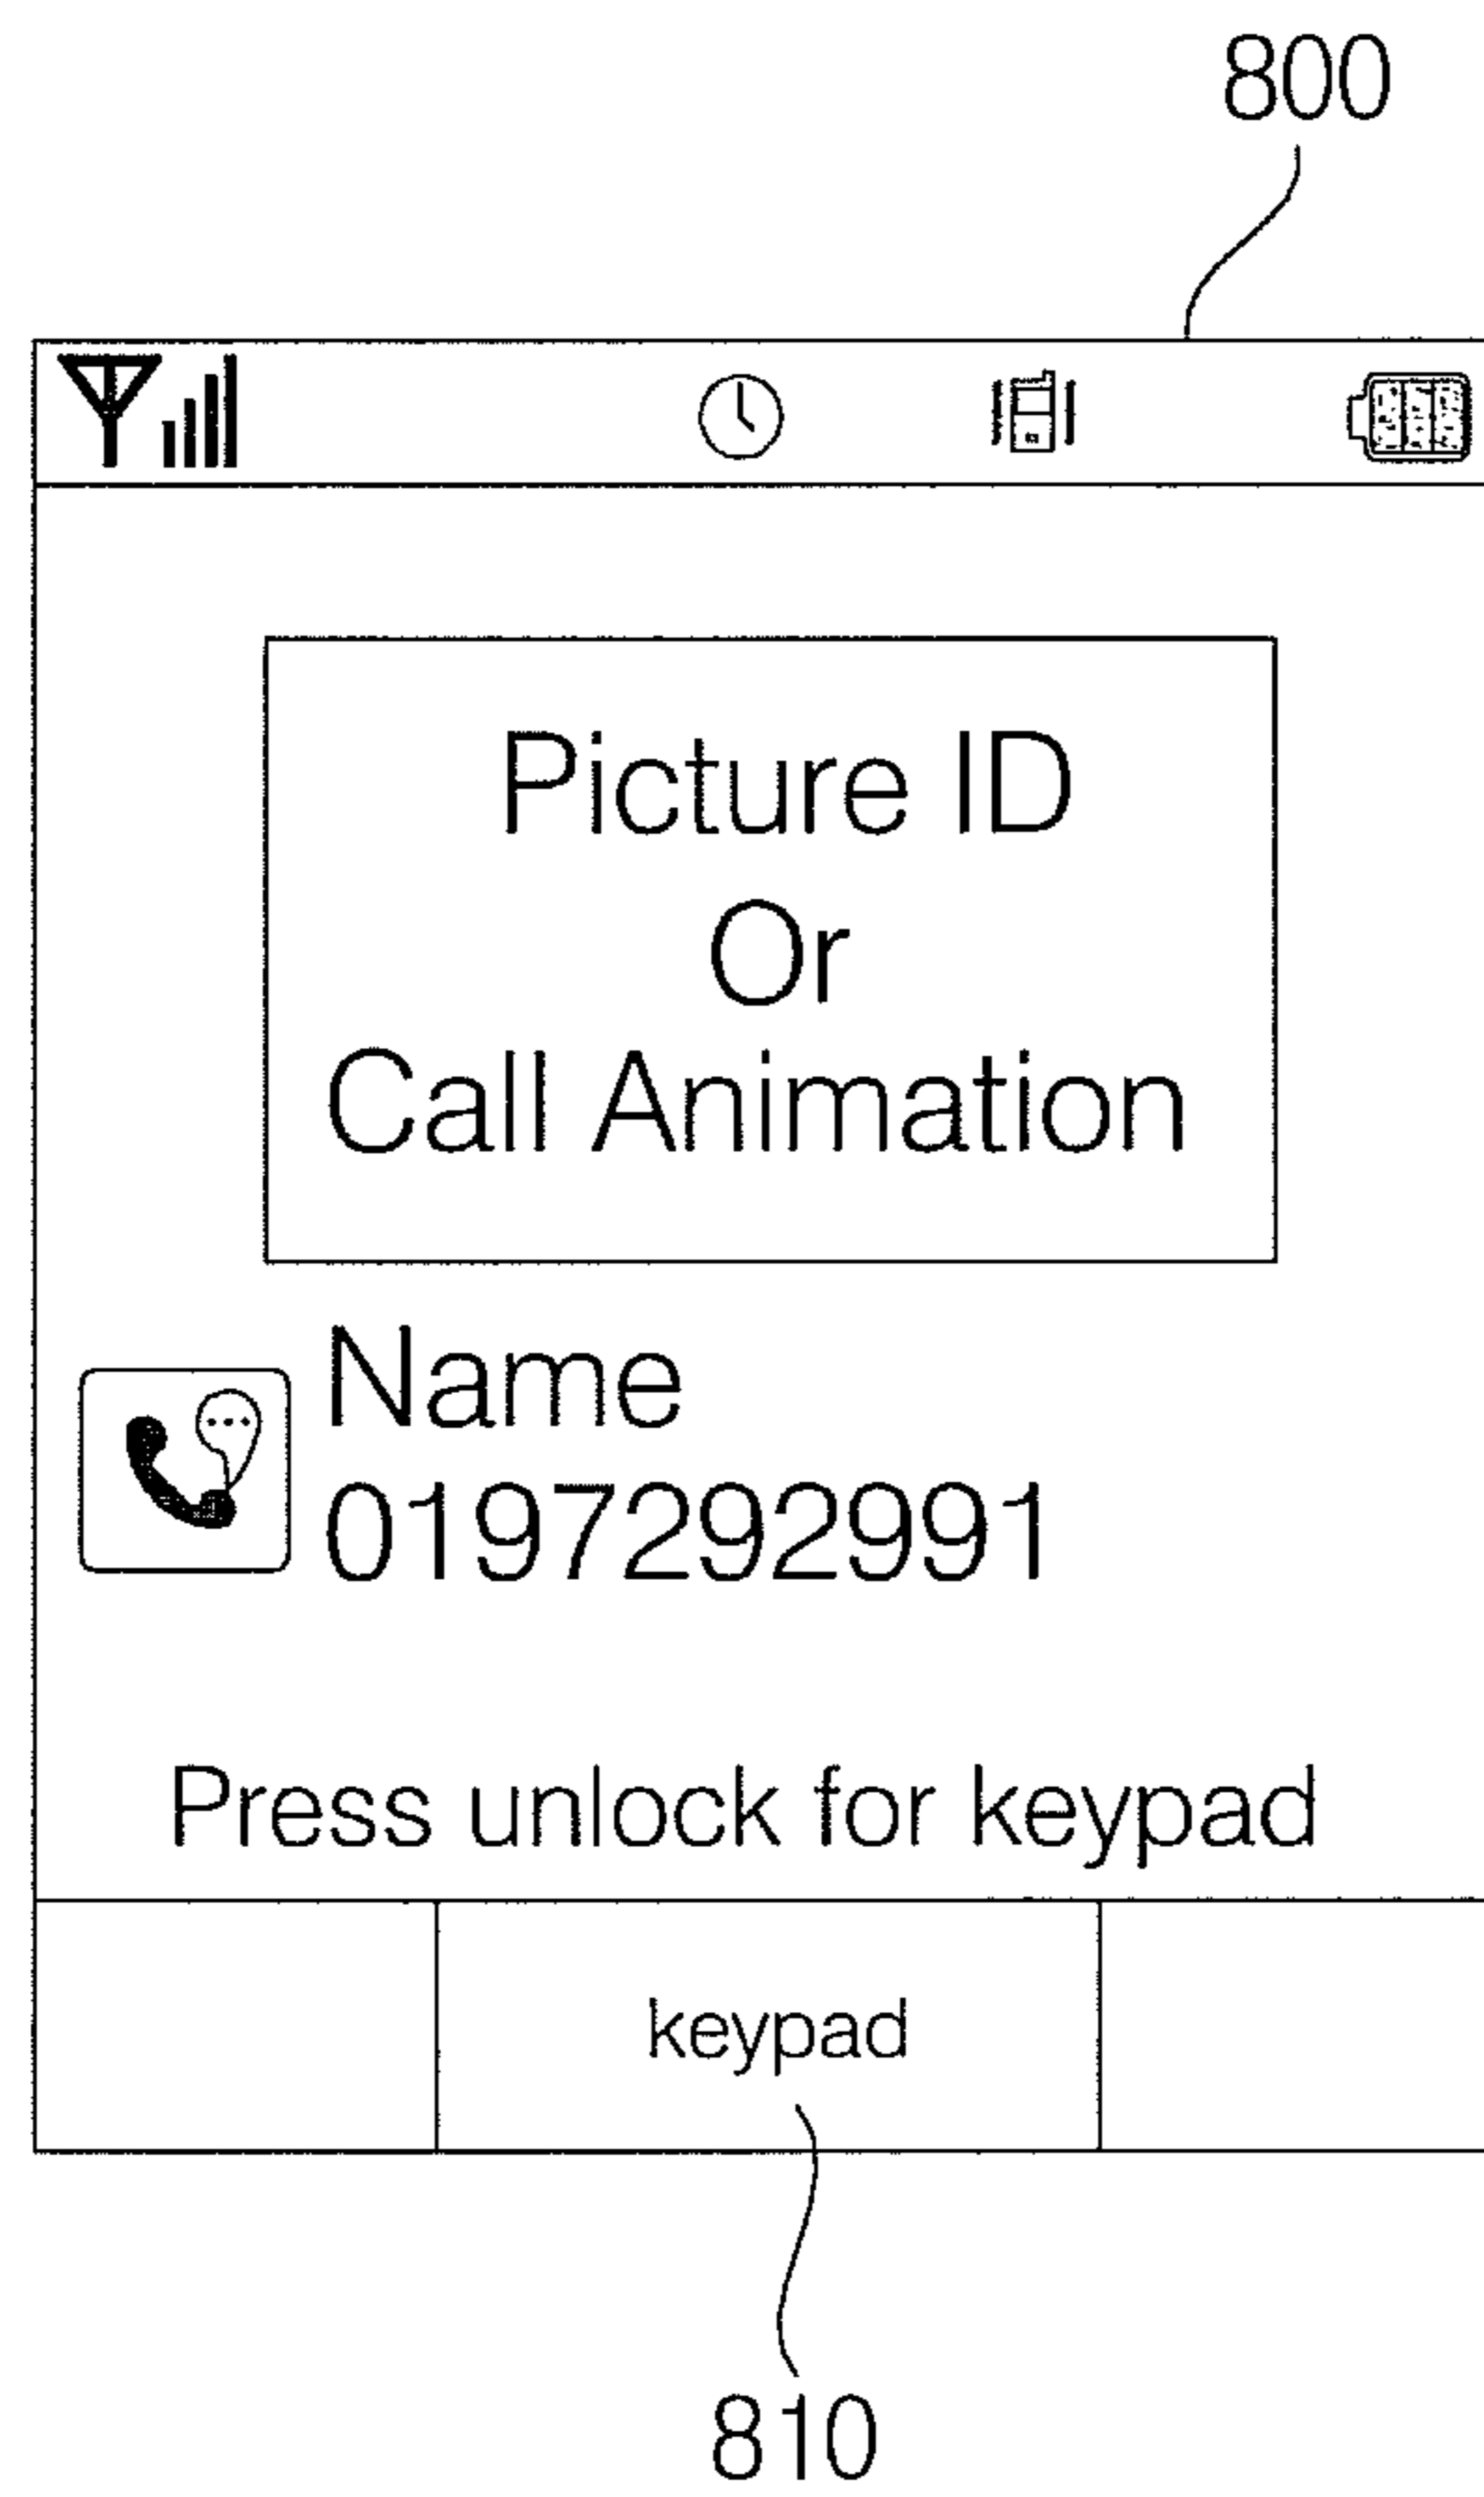 800
Picture ID
Or
Call Animation
Name
0197292991
Press unlock for keypad
keypad
810